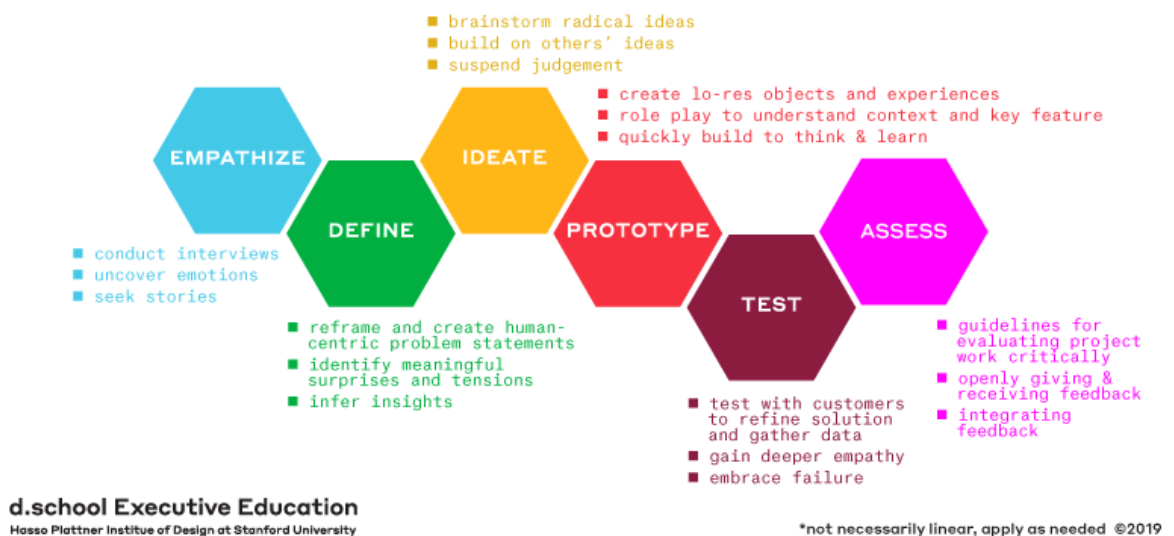 EMPATHIZE
■ conduct interviews
■ uncover emotions
■ seek stories
DEFINE
■ reframe and create human-
centric problem statements
■ identify meaningful
surprises and tensions
■ infer insights
■ brainstorm radical ideas
■ build on others’ ideas
■ suspend judgement
IDEATE
■ create lo-res objects and experiences
■ role play to understand context and key feature
■ quickly build to think & learn
PROTOTYPE
TEST
■ test with customers
to refine solution
and gather data
■ gain deeper empathy
■ embrace failure
ASSESS
■ guidelines for
evaluating project
work critically
■ openly giving &
receiving feedback
■ integrating
feedback
d.school Executive Education
Hasso Plattner Institue of Design at Stanford University
*not necessarily linear, apply as needed ©2019